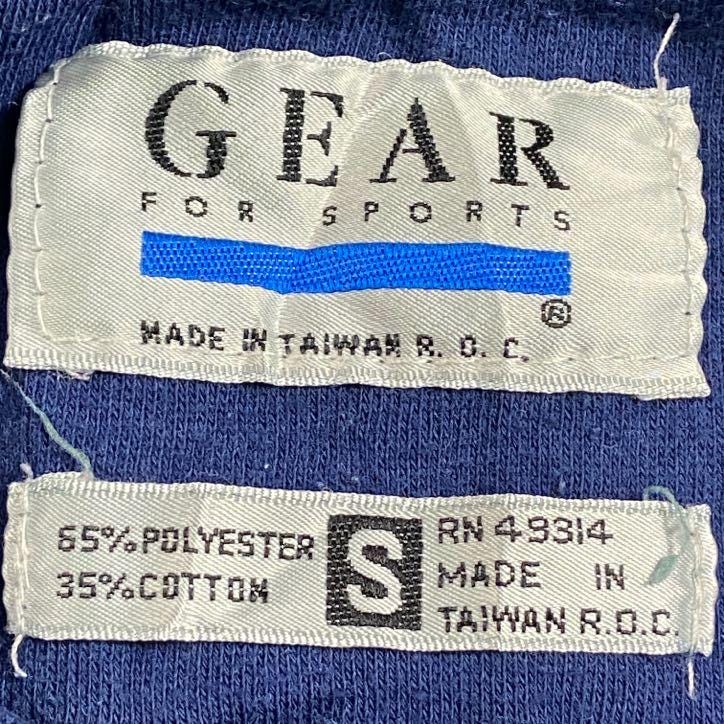 GEAR
FOR SPORTS
®
MADE IN TAIWAN R.O.C.
65% POLYESTER
35% COTTON
S
RN 49314
MADE IN
TAIWAN R.O.C.